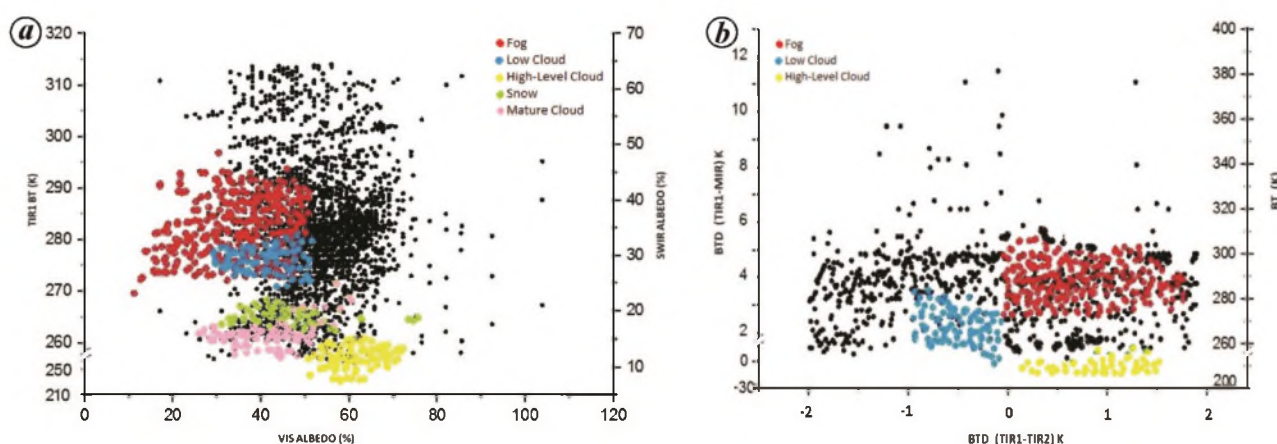 a
320
310
300
290
280
270
260
250
210
TIR1 BT (K)
0
20
40
60
80
100
120
VIS ALBEDO (%)
70
60
50
40
30
20
10
SWIR ALBEDO (%)
Fog
Low Cloud
High-Level Cloud
Snow
Mature Cloud
b
12
10
8
6
4
2
0
-30
BTD (TIR1-MIR) K
-2
-1
0
1
2
BTD (TIR1-TIR2) K
400
380
360
340
320
300
280
260
200
BT (K)
Fog
Low Cloud
High-Level Cloud